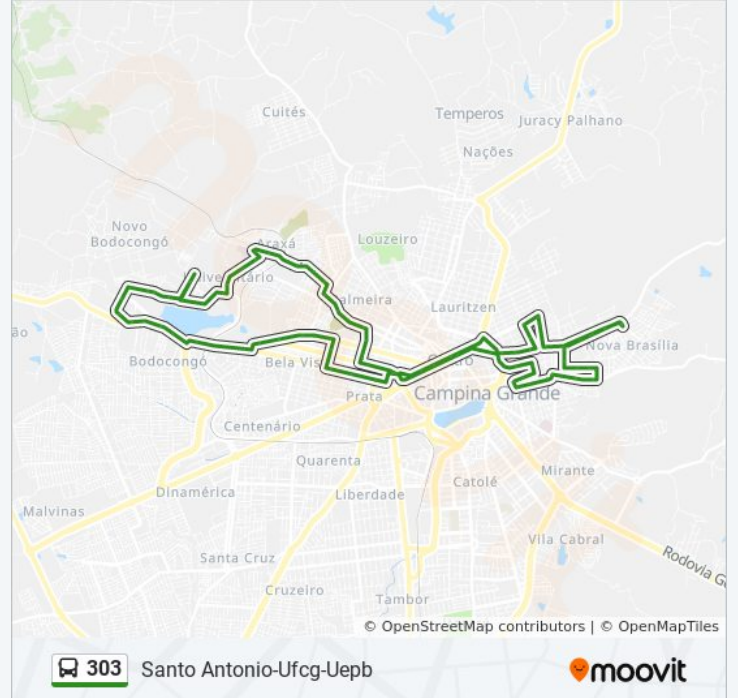 Cuités
Temperos
Juracy Palhano
Nações
Novo
Bodocongó
Araxá
Louzeiro
Lauritzen
Nova Brasília
Bodocongó
Bela Vis
Prata
Campina Grande
Centenário
Quarenta
Catolé
Mirante
Dinamérica
Liberdade
Malvinas
Vila Cabral
Santa Cruz
Rodovia G
Cruzeiro
Tambor
© OpenStreetMap contributors | © OpenMapTiles
303 Santo Antonio-Ufcg-Uepb
moovit